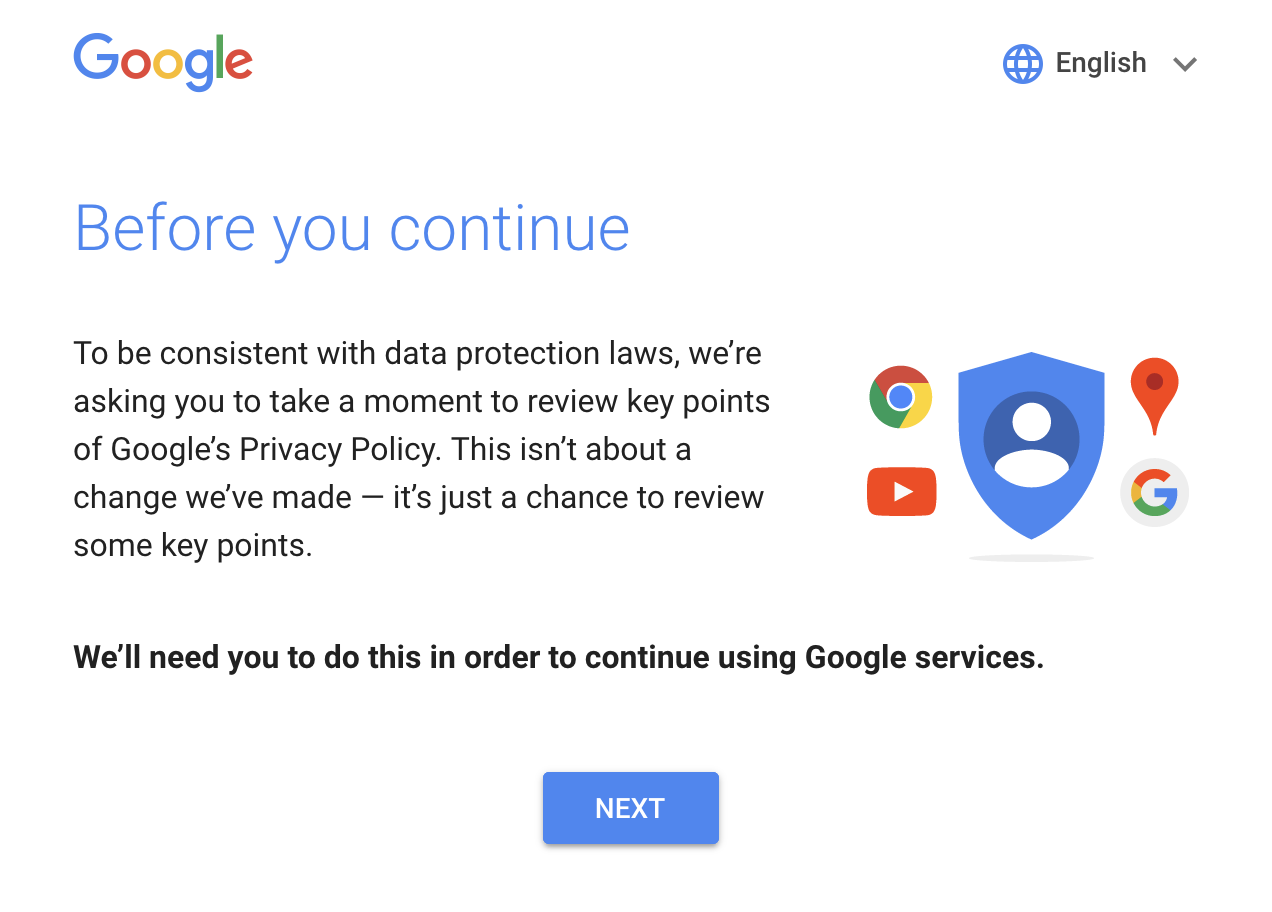 Google
English
Before you continue
To be consistent with data protection laws, we’re
asking you to take a moment to review key points
of Google’s Privacy Policy. This isn’t about a
change we’ve made — it’s just a chance to review
some key points.
We’ll need you to do this in order to continue using Google services.
NEXT